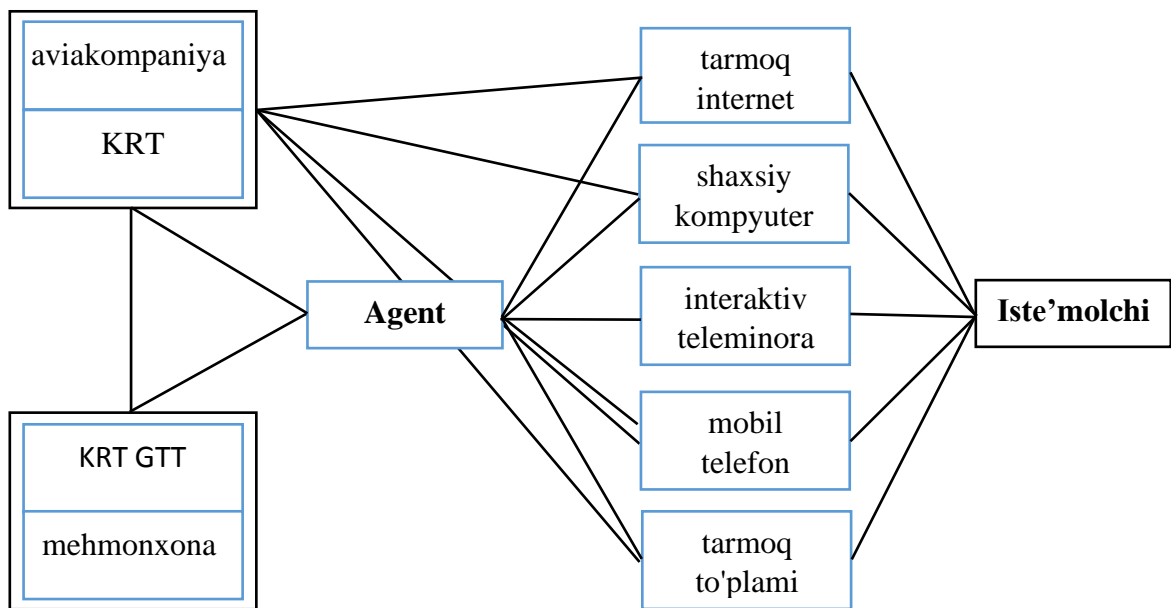 aviakompaniya
KRT
KRT GTT
mehmonxona
Agent
tarmoq
internet
shaxsiy
kompyuter
interaktiv
teleminora
mobil
telefon
tarmoq
to'plami
Iste’molchi